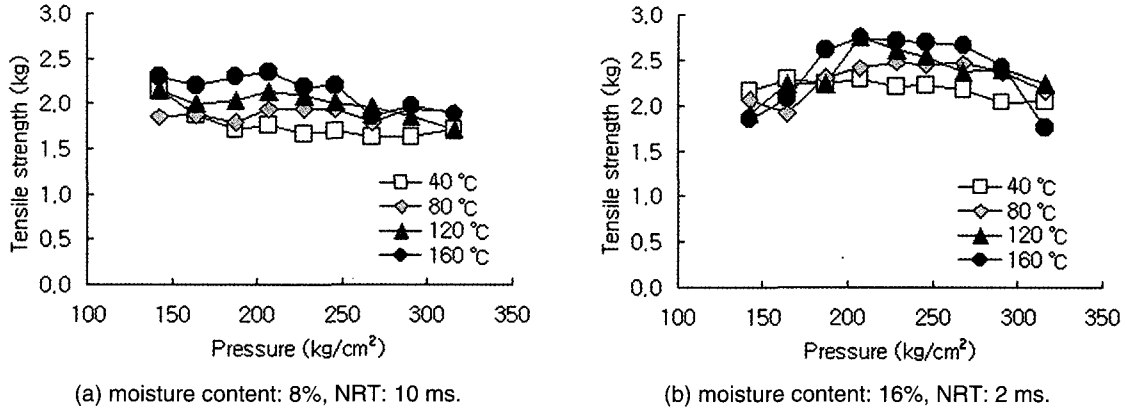 3.0
2.5
2.0
1.5
1.0
0.5
0.0
Tensile strength (kg)
40 ℃
80 ℃
120 ℃
160 ℃
100 150 200 250 300 350
Pressure (kg/cm²)
(a) moisture content: 8%, NRT: 10 ms.
3.0
2.5
2.0
1.5
1.0
0.5
0.0
Tensile strength (kg)
40 ℃
80 ℃
120 ℃
160 ℃
100 150 200 250 300 350
Pressure (kg/cm²)
(b) moisture content: 16%, NRT: 2 ms.